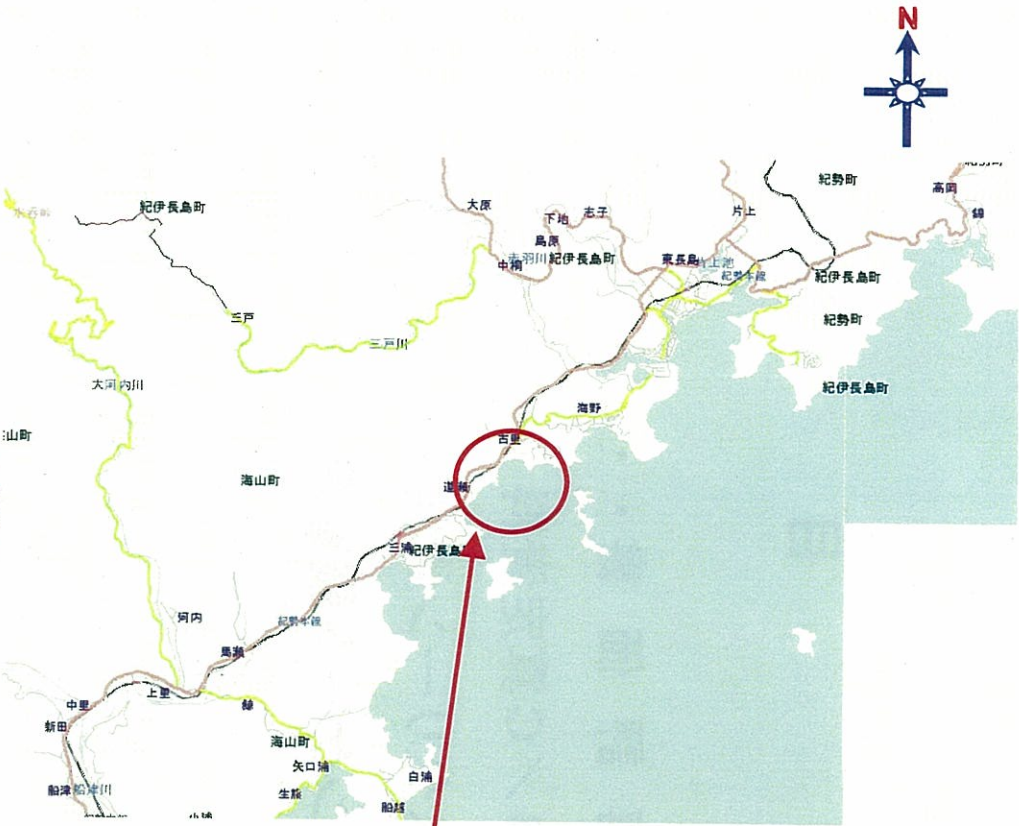 N
紀勢町
高岡
錦
紀伊長島町
大原
下地
志子
片上
島原
赤羽川
紀伊長島町
中桐
東長島
片上池
紀勢本線
紀伊長島町
紀勢町
三戸
三戸川
大河内川
紀伊長島町
海野
山町
古里
海山町
道瀬
三浦
紀伊長島
河内
紀勢本線
馬瀬
上里
中里
新田
海山町
矢口浦
白浦
生熊
船越
船津
船津川